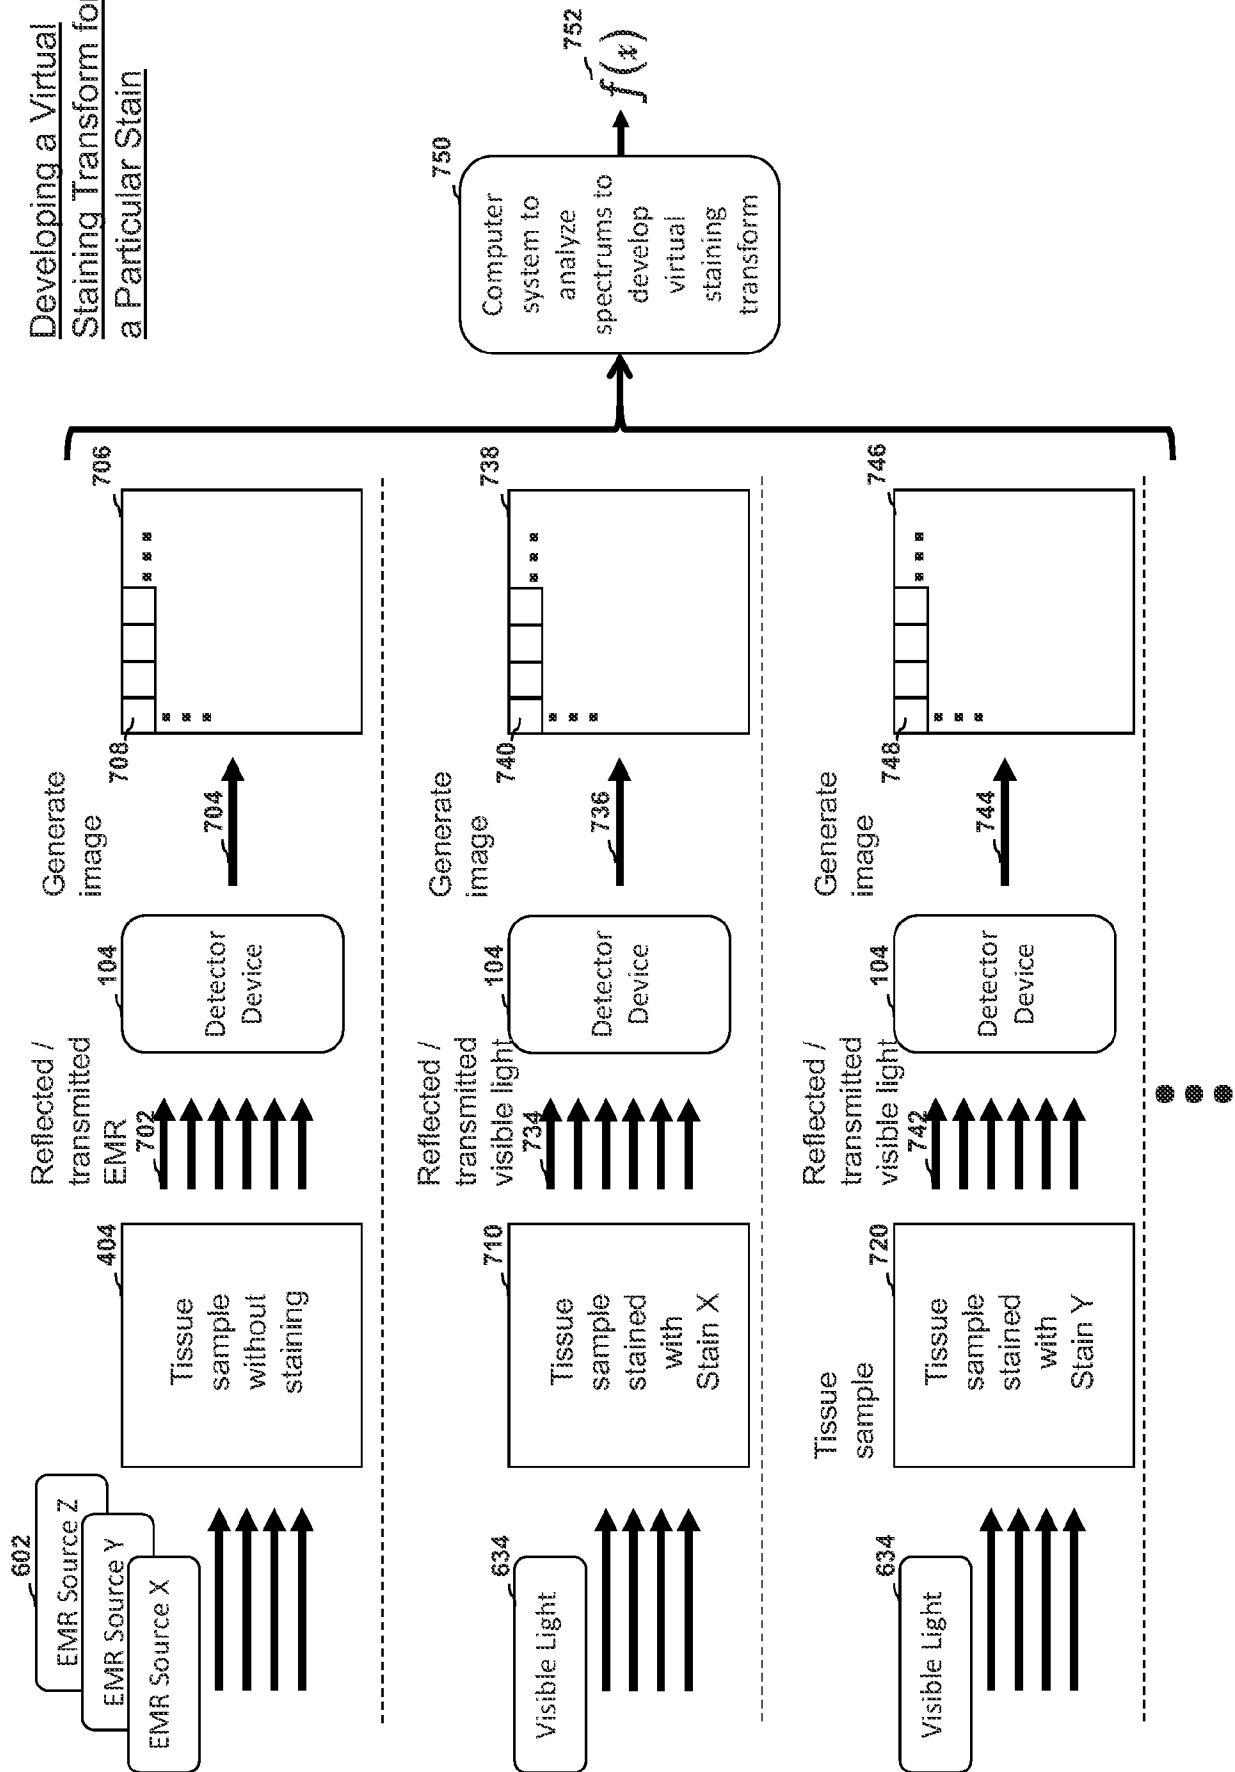 Developing a Virtual
Staining Transform for
a Particular Stain
602
EMR Source Z
EMR Source Y
EMR Source X
404
Tissue
sample
without
staining
Reflected /
transmitted
EMR
702
104
Detector
Device
Generate
image
704
706
708
634
Visible Light
710
Tissue
sample
stained
with
Stain X
Reflected /
transmitted
visible light
734
104
Detector
Device
Generate
image
736
738
740
634
Visible Light
Tissue
sample
720
Tissue
sample
stained
with
Stain Y
Reflected /
transmitted
visible light
742
104
Detector
Device
Generate
image
744
746
748
750
Computer
system to
analyze
spectrums to
develop
virtual
staining
transform
752
f(x)